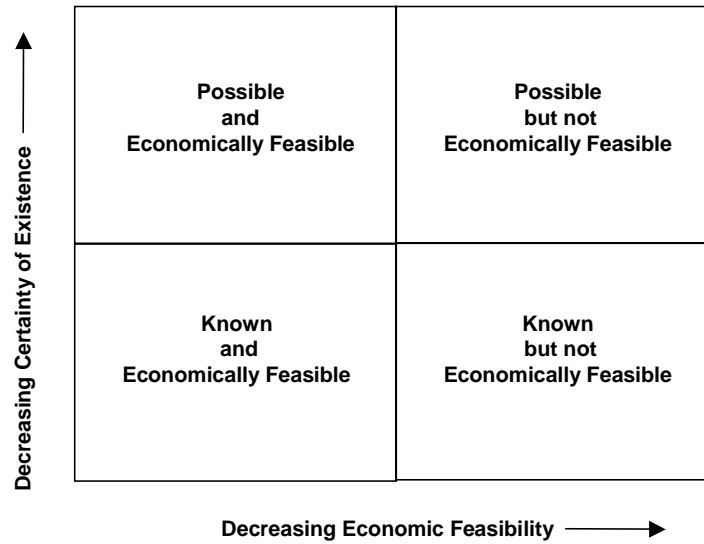 Possible
and
Economically Feasible
Possible
but not
Economically Feasible
Decreasing Certainty of Existence
Known
and
Economically Feasible
Known
but not
Economically Feasible
Decreasing Economic Feasibility